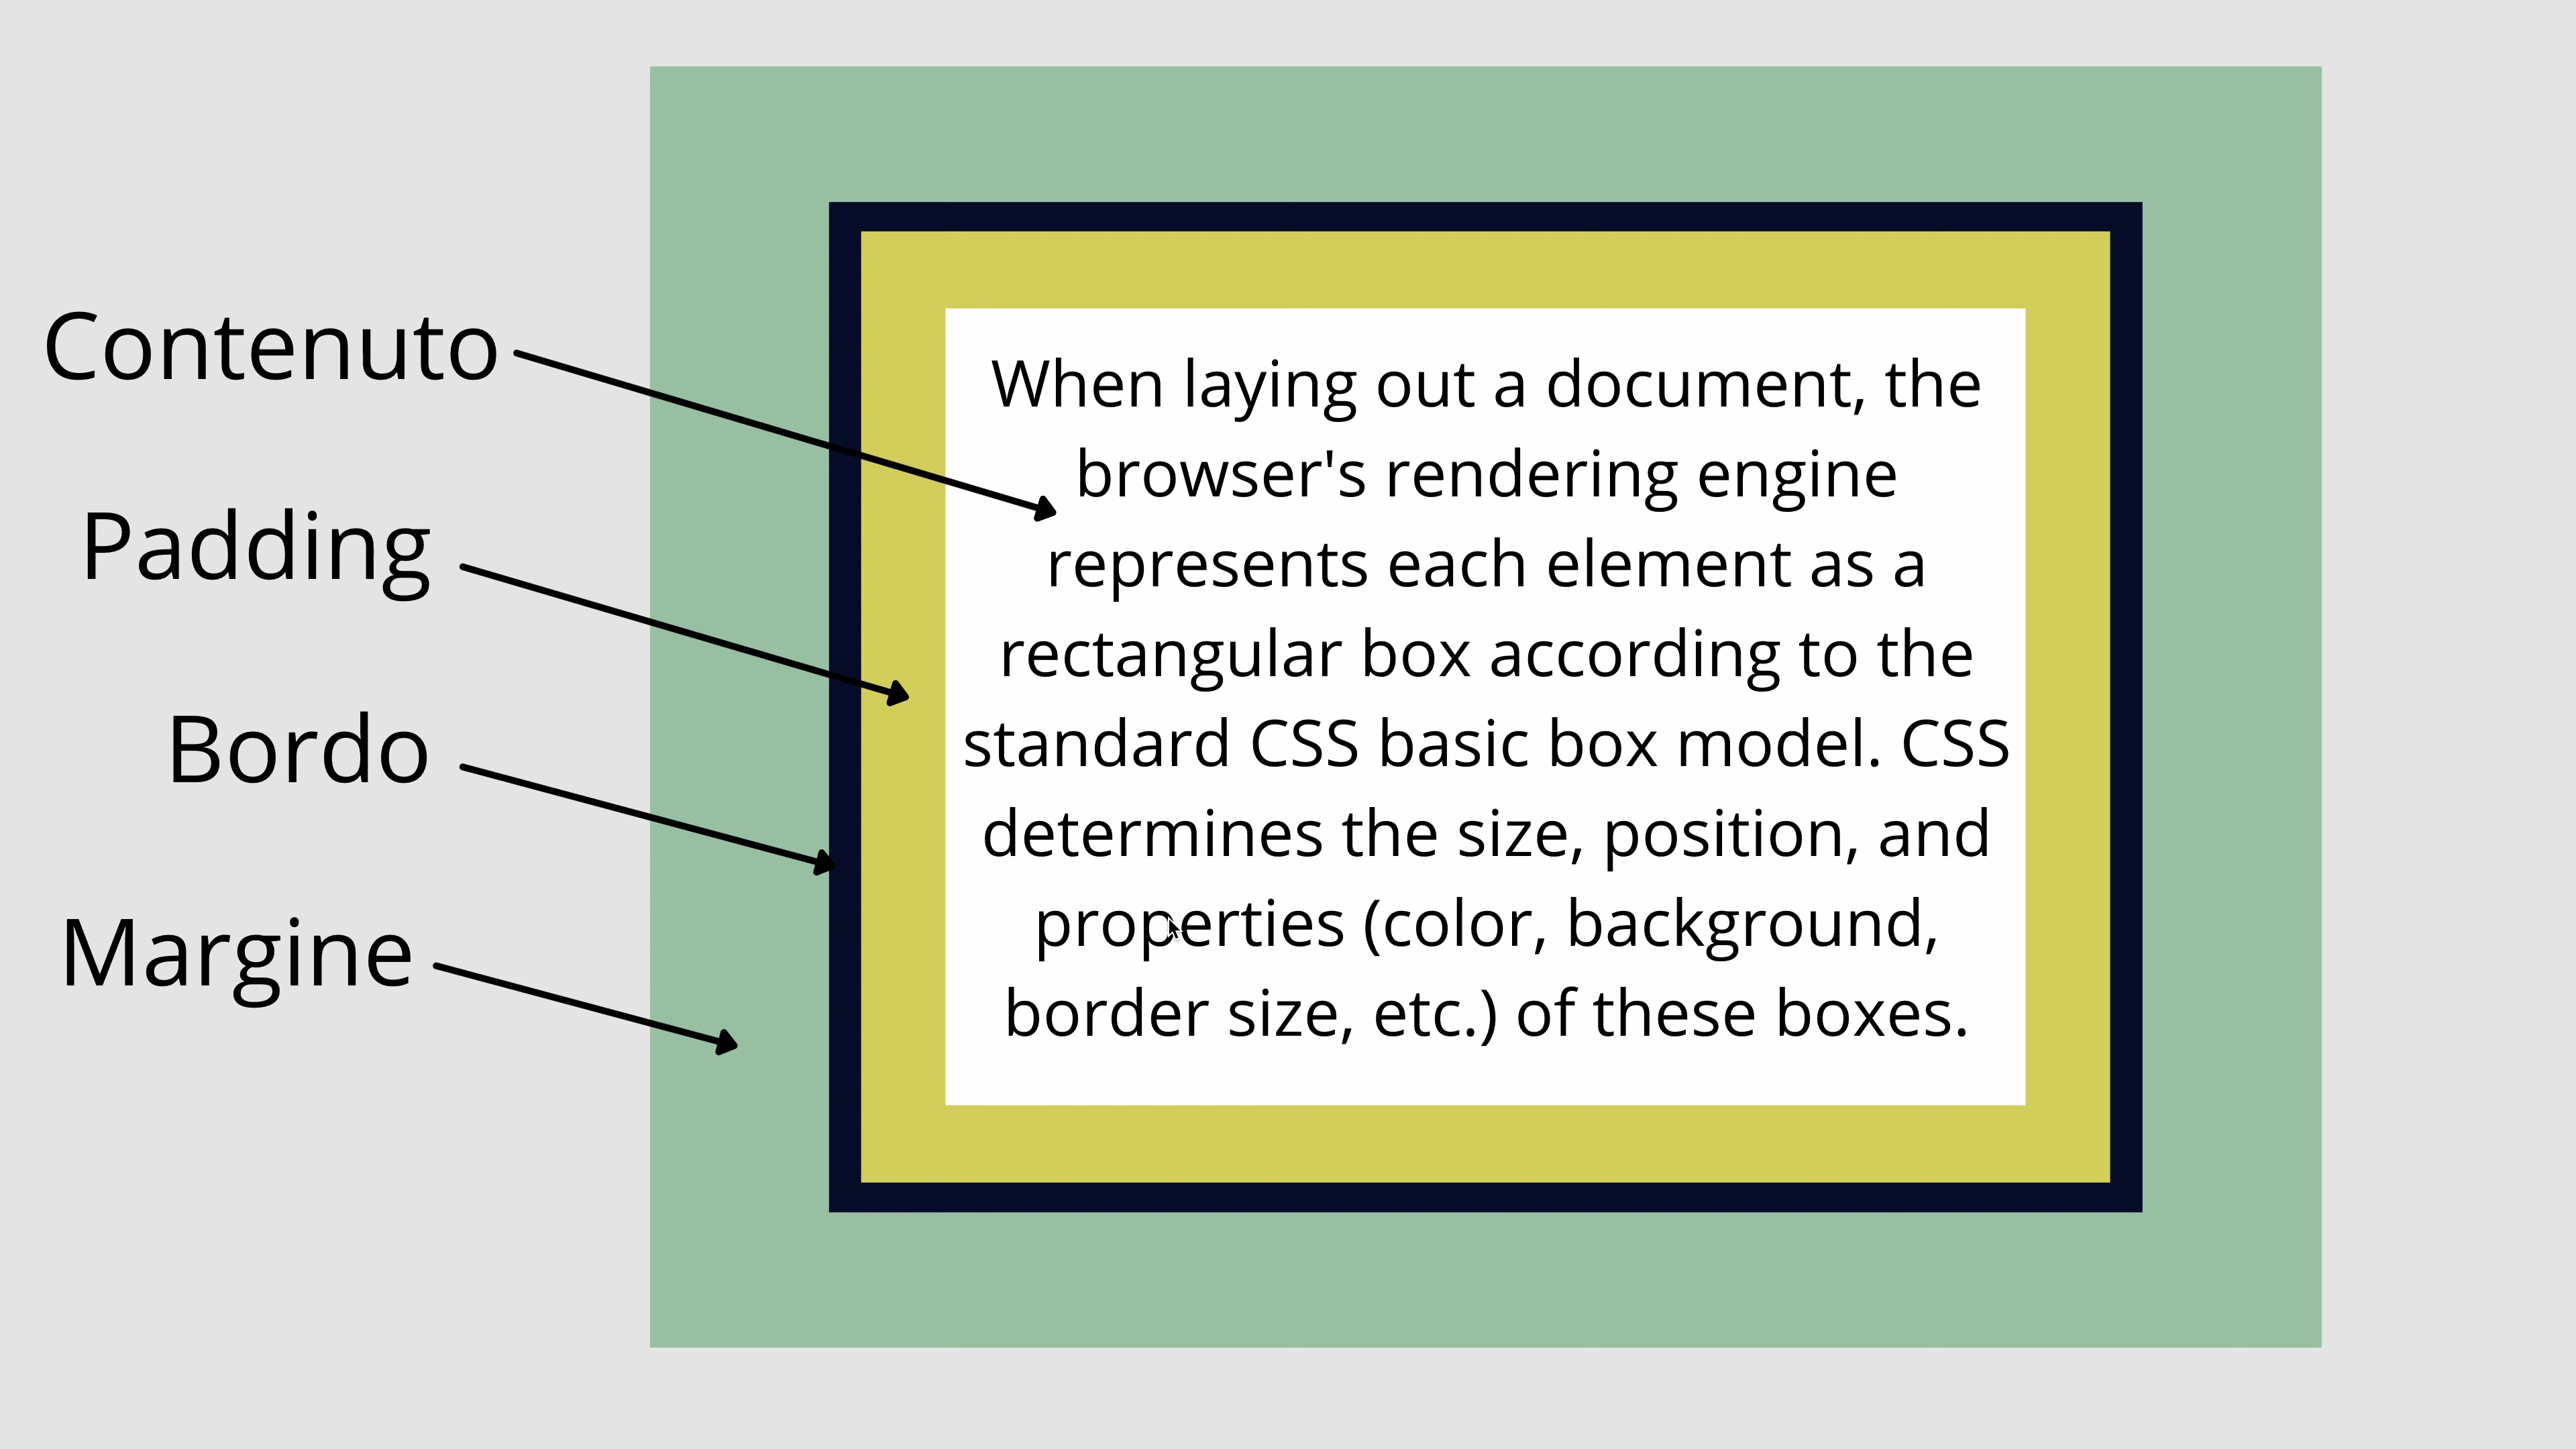 Contenuto
Padding
Bordo
Margine
When laying out a document, the
browser's rendering engine
represents each element as a
rectangular box according to the
standard CSS basic box model. CSS
determines the size, position, and
properties (color, background,
border size, etc.) of these boxes.